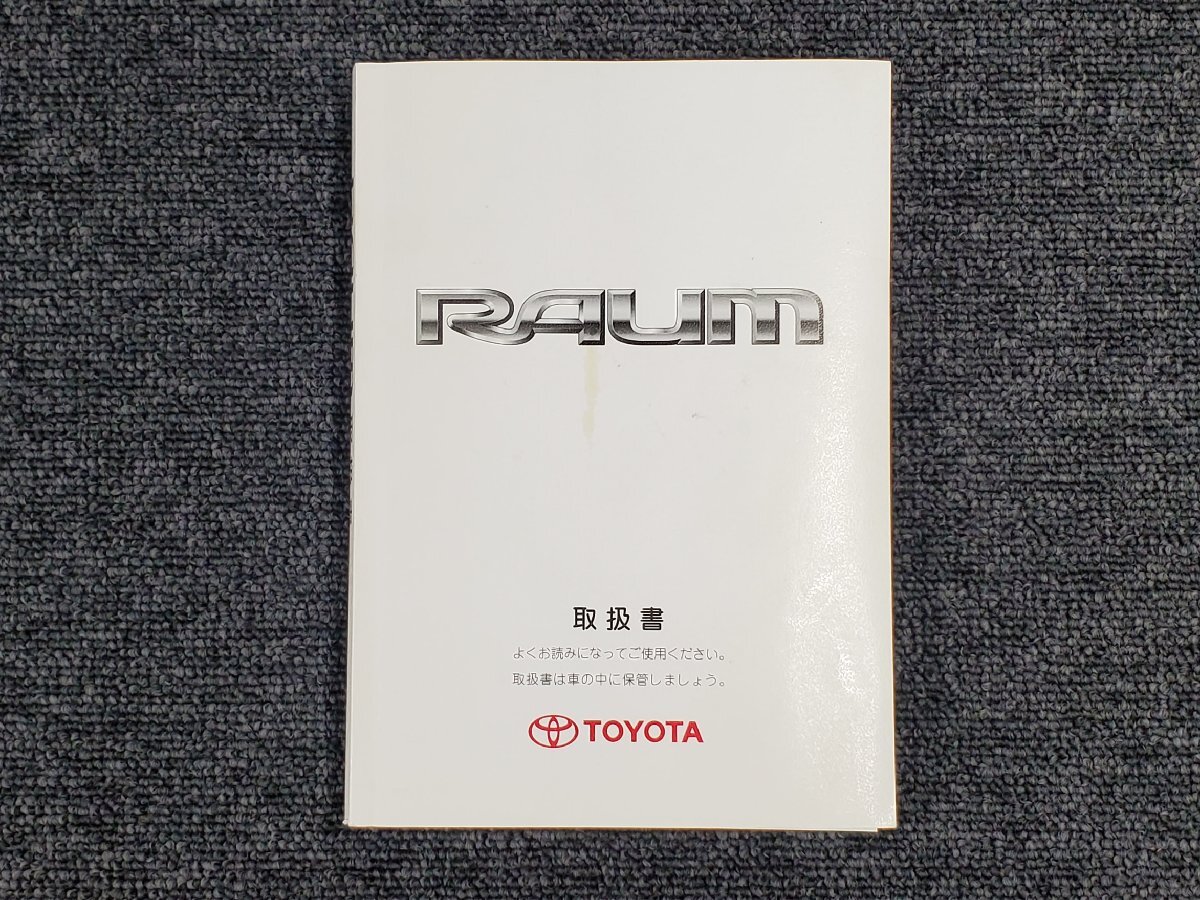 RAUM
取扱書
よくお読みになってご使用ください。
取扱書は車の中に保管しましょう。
TOYOTA